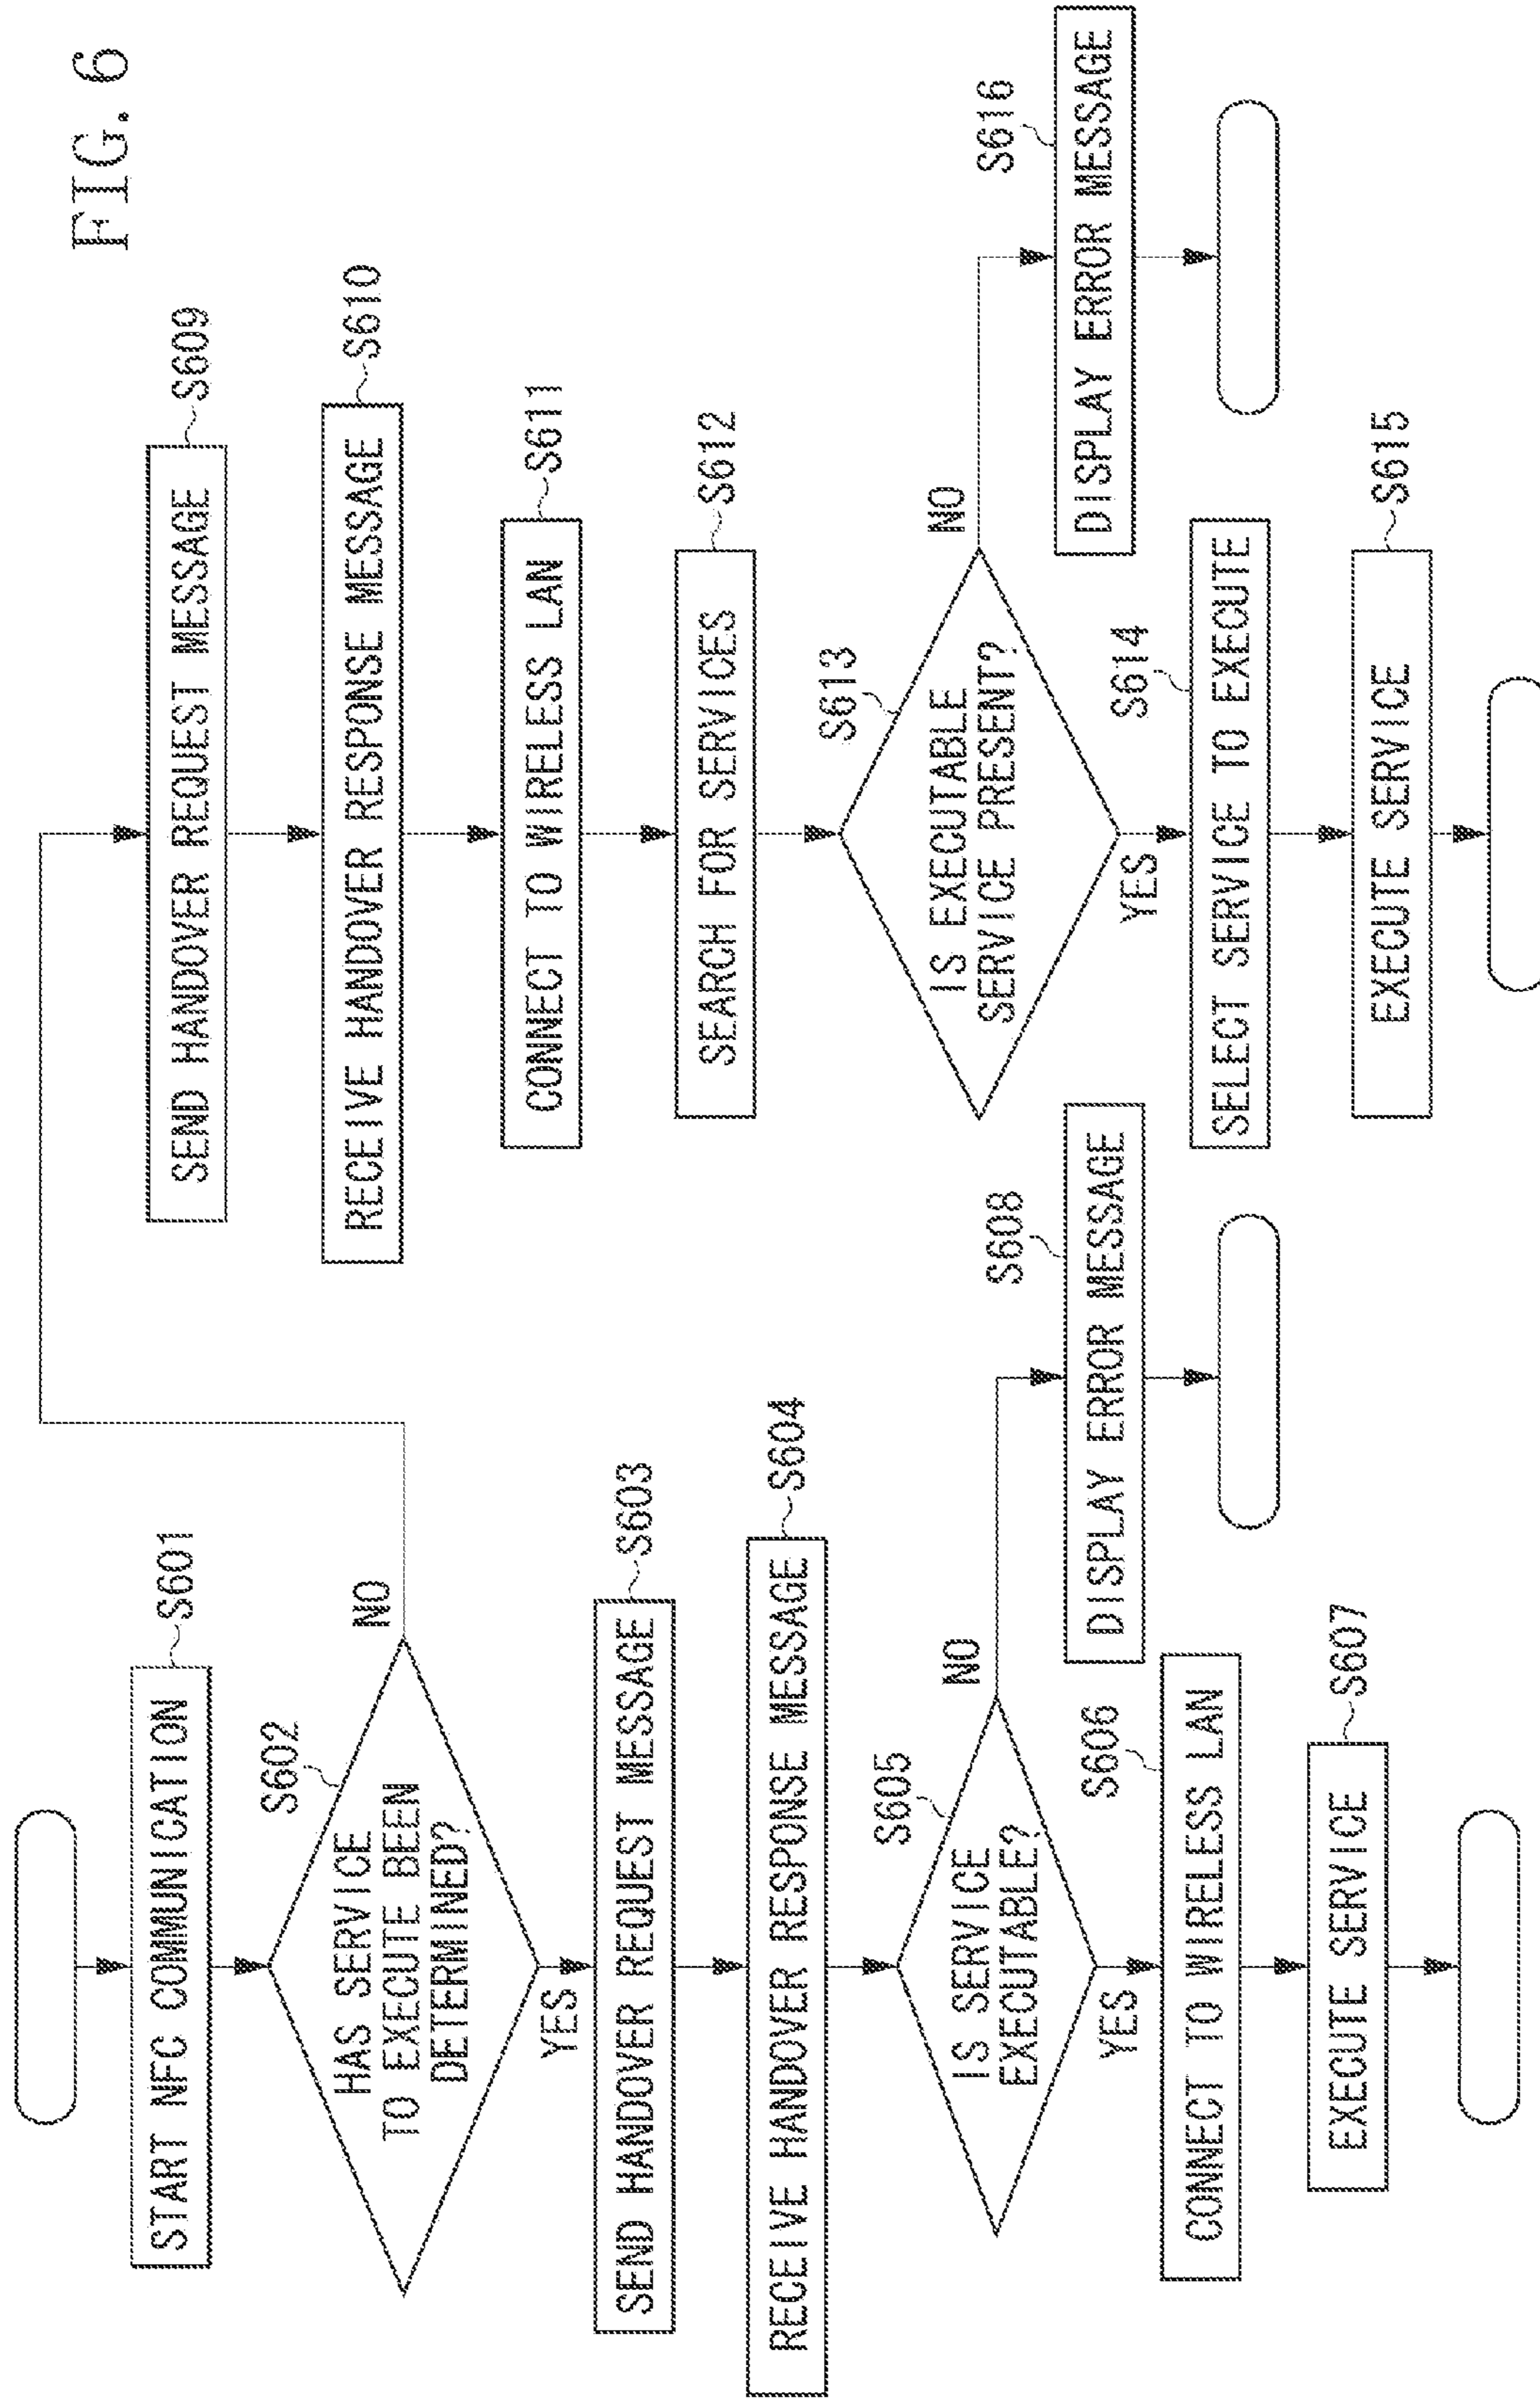 FIG. 6
START NFC COMMUNICATION
S601
HAS SERVICE
TO EXECUTE BEEN
DETERMINED?
S602
NO
YES
SEND HANDOVER REQUEST MESSAGE
S603
RECEIVE HANDOVER RESPONSE MESSAGE
S604
IS SERVICE
EXECUTABLE?
S605
NO
YES
CONNECT TO WIRELESS LAN
S606
EXECUTE SERVICE
S607
DISPLAY ERROR MESSAGE
S608
SEND HANDOVER REQUEST MESSAGE
S609
RECEIVE HANDOVER RESPONSE MESSAGE
S610
CONNECT TO WIRELESS LAN
S611
SEARCH FOR SERVICES
S612
IS EXECUTABLE
SERVICE PRESENT?
S613
NO
YES
SELECT SERVICE TO EXECUTE
S614
EXECUTE SERVICE
S615
DISPLAY ERROR MESSAGE
S616